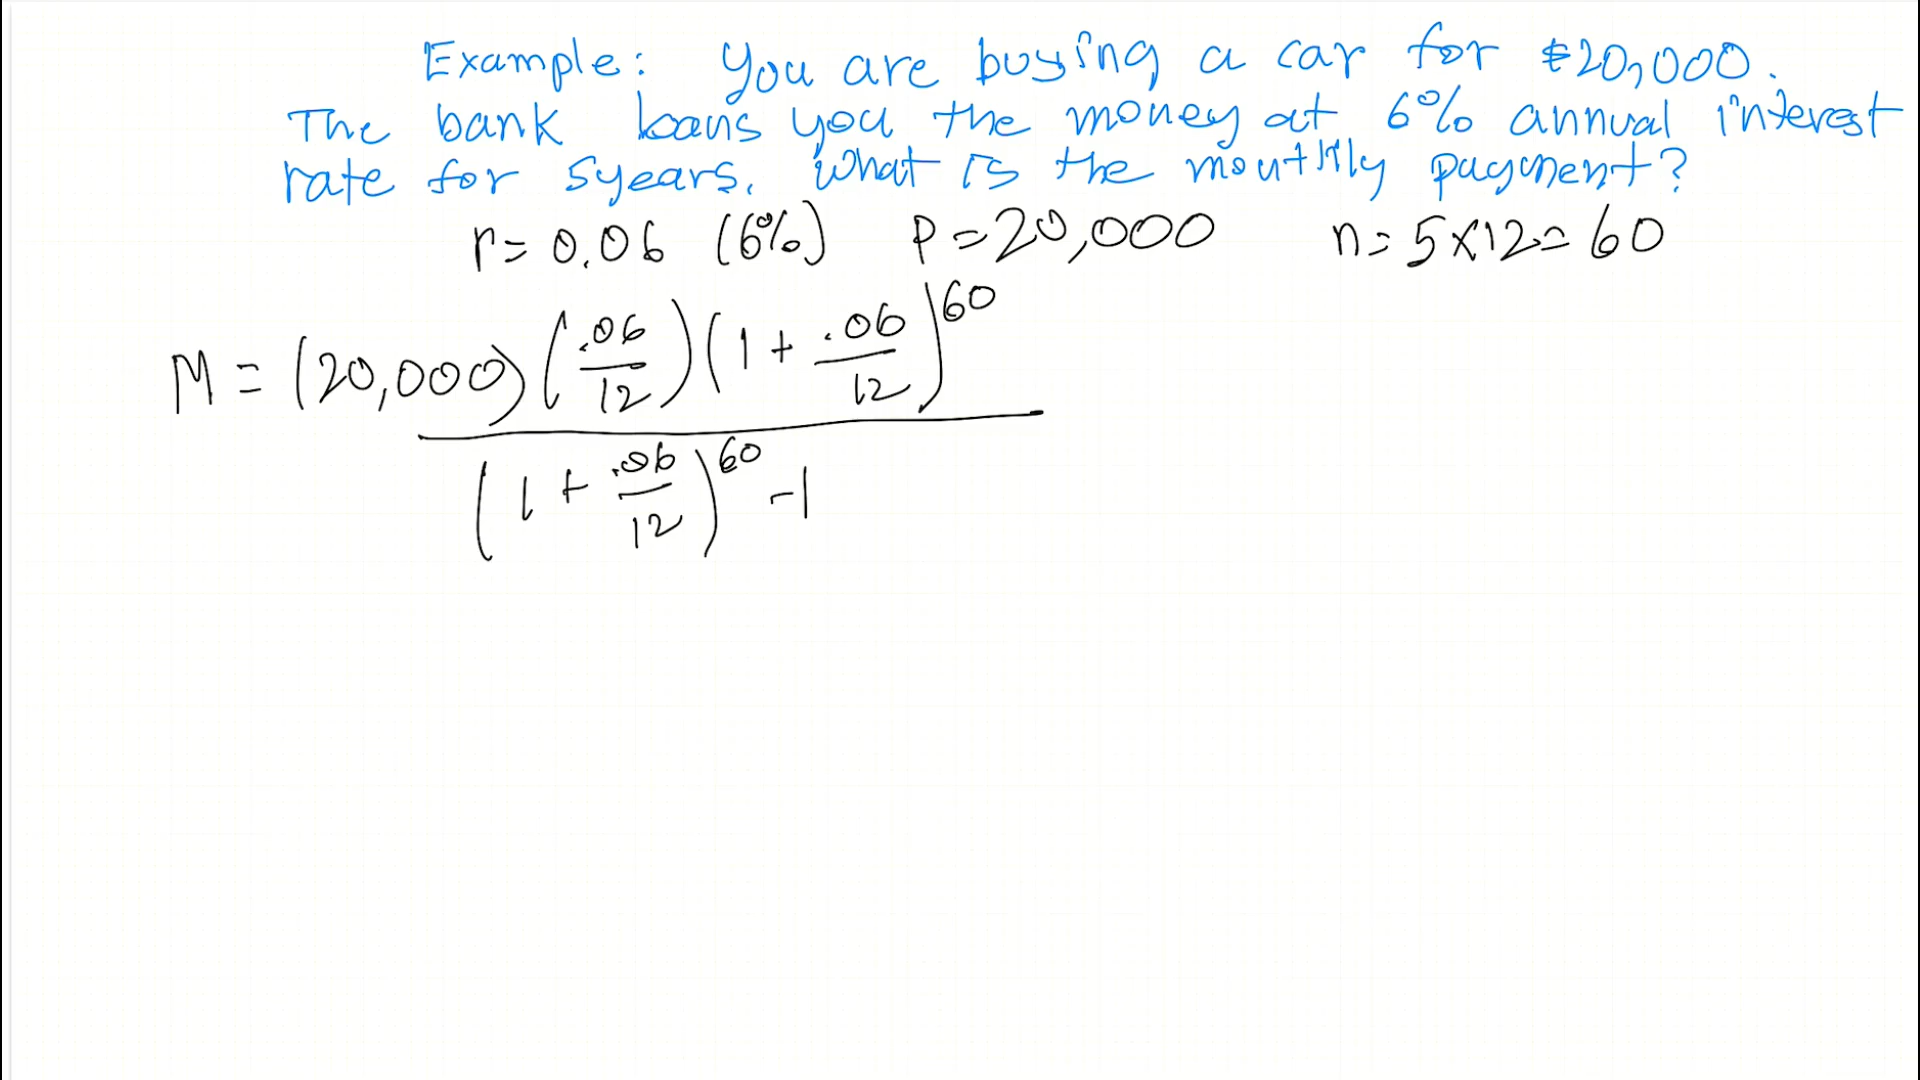 Example: You are buying a car for $20,000.
The bank loans you the money at 6% annual interest
rate for 5years. What is the monthly payment?
r = 0.06 (6%) P = 20,000 n = 5 x 12 = 60
M = (20,000) (.06/12) (1 + .06/12)^60
(1 + .06/12)^60 - 1